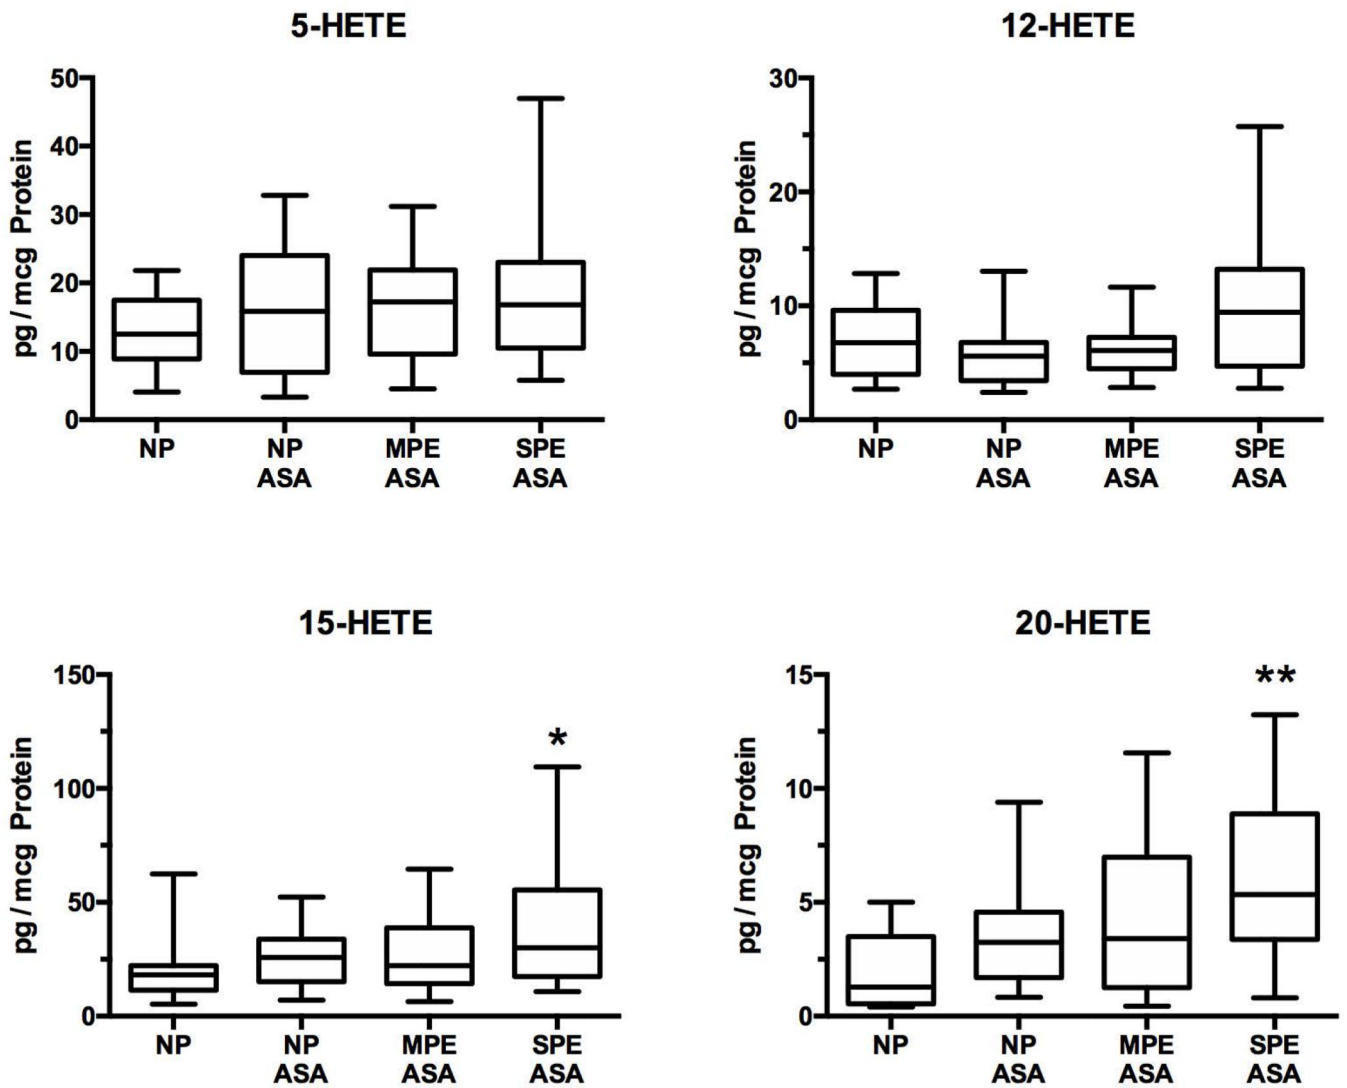 5-HETE
pg / mcg Protein
50
40
30
20
10
0
NP NP MPE SPE
ASA ASA ASA
12-HETE
pg / mcg Protein
30
20
10
0
NP NP MPE SPE
ASA ASA ASA
15-HETE
pg / mcg Protein
150
100
50
0
*
NP NP MPE SPE
ASA ASA ASA
20-HETE
pg / mcg Protein
15
10
5
0
**
NP NP MPE SPE
ASA ASA ASA